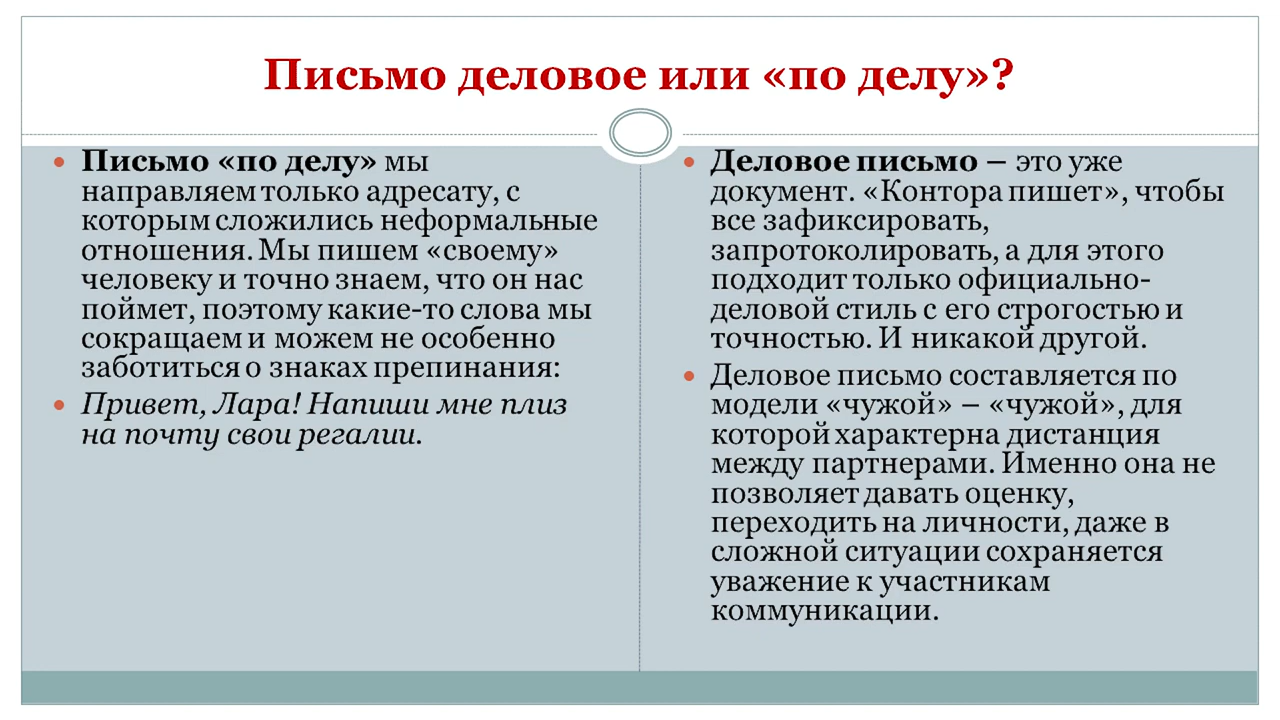 Письмо деловое или «по делу»?
Письмо «по делу» мы
направляем только адресату, с
которым сложились неформальные
отношения. Мы пишем «своему»
человеку и точно знаем, что он нас
поймет, поэтому какие-то слова мы
сокращаем и можем не особенно
заботиться о знаках препинания:
Привет, Лара! Напиши мне плиз
на почту свои регалии.
Деловое письмо – это уже
документ. «Контора пишет», чтобы
все зафиксировать,
запротоколировать, а для этого
подходит только официально-
деловой стиль с его строгостью и
точностью. И никакой другой.
Деловое письмо составляется по
модели «чужой» – «чужой», для
которой характерна дистанция
между партнерами. Именно она не
позволяет давать оценку,
переходить на личности, даже в
сложной ситуации сохраняется
уважение к участникам
коммуникации.